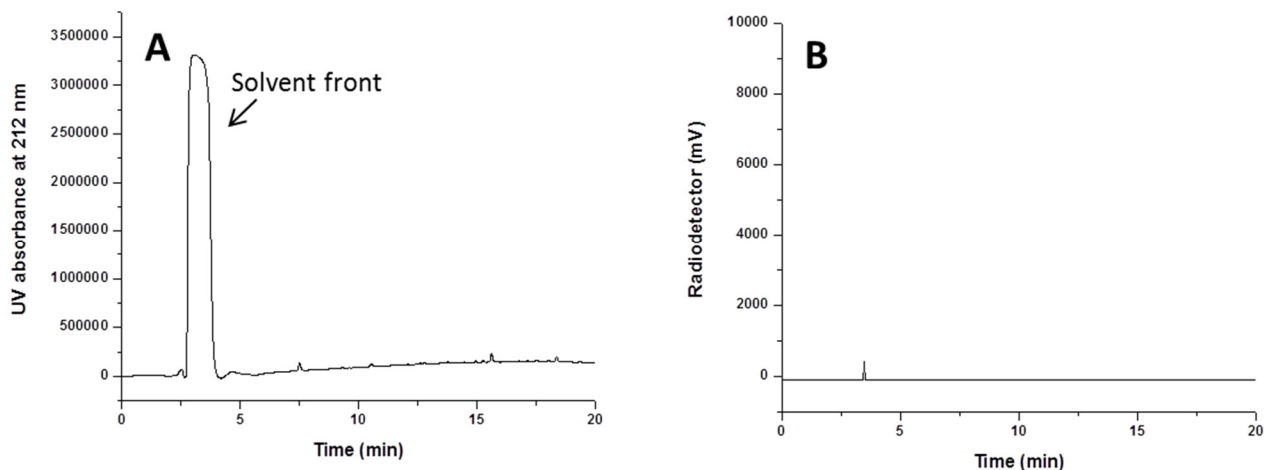 A
Solvent front
UV absorbance at 212 nm
3500000
3000000
2500000
2000000
1500000
1000000
500000
0
0 5 10 15 20
Time (min)
B
Radiodetector (mV)
10000
8000
6000
4000
2000
0
0 5 10 15 20
Time (min)